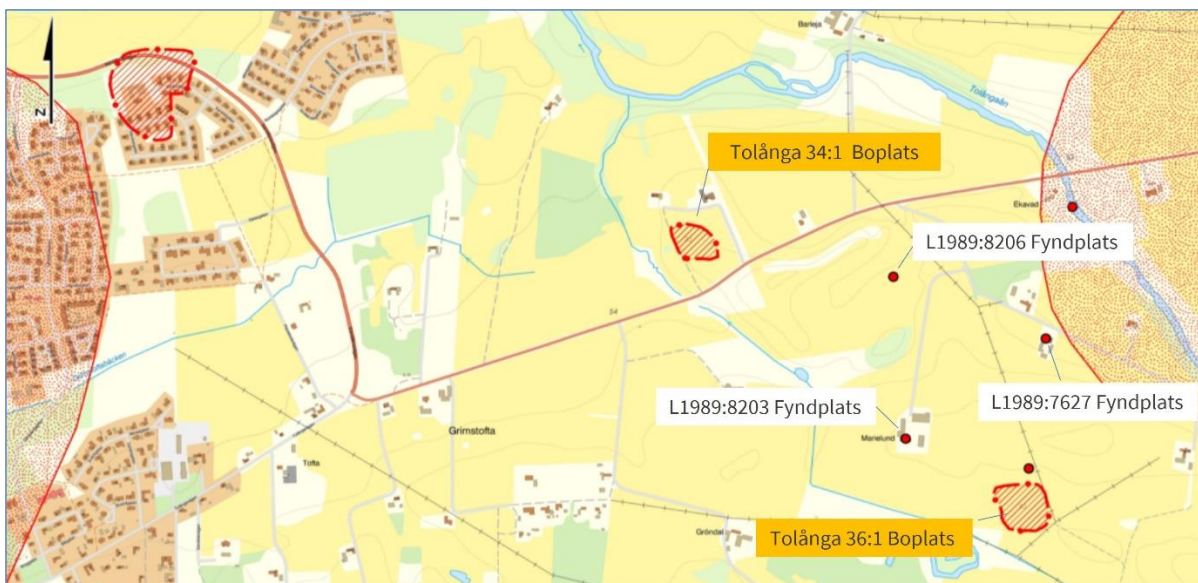 N
Barleja
Tolångaån
Tolånga 34:1 Boplats
Ekavad
L1989:8206 Fyndplats
54
L1989:8203 Fyndplats
L1989:7627 Fyndplats
Marielund
Grimstofta
Tofta
Gröndal
Tolånga 36:1 Boplats